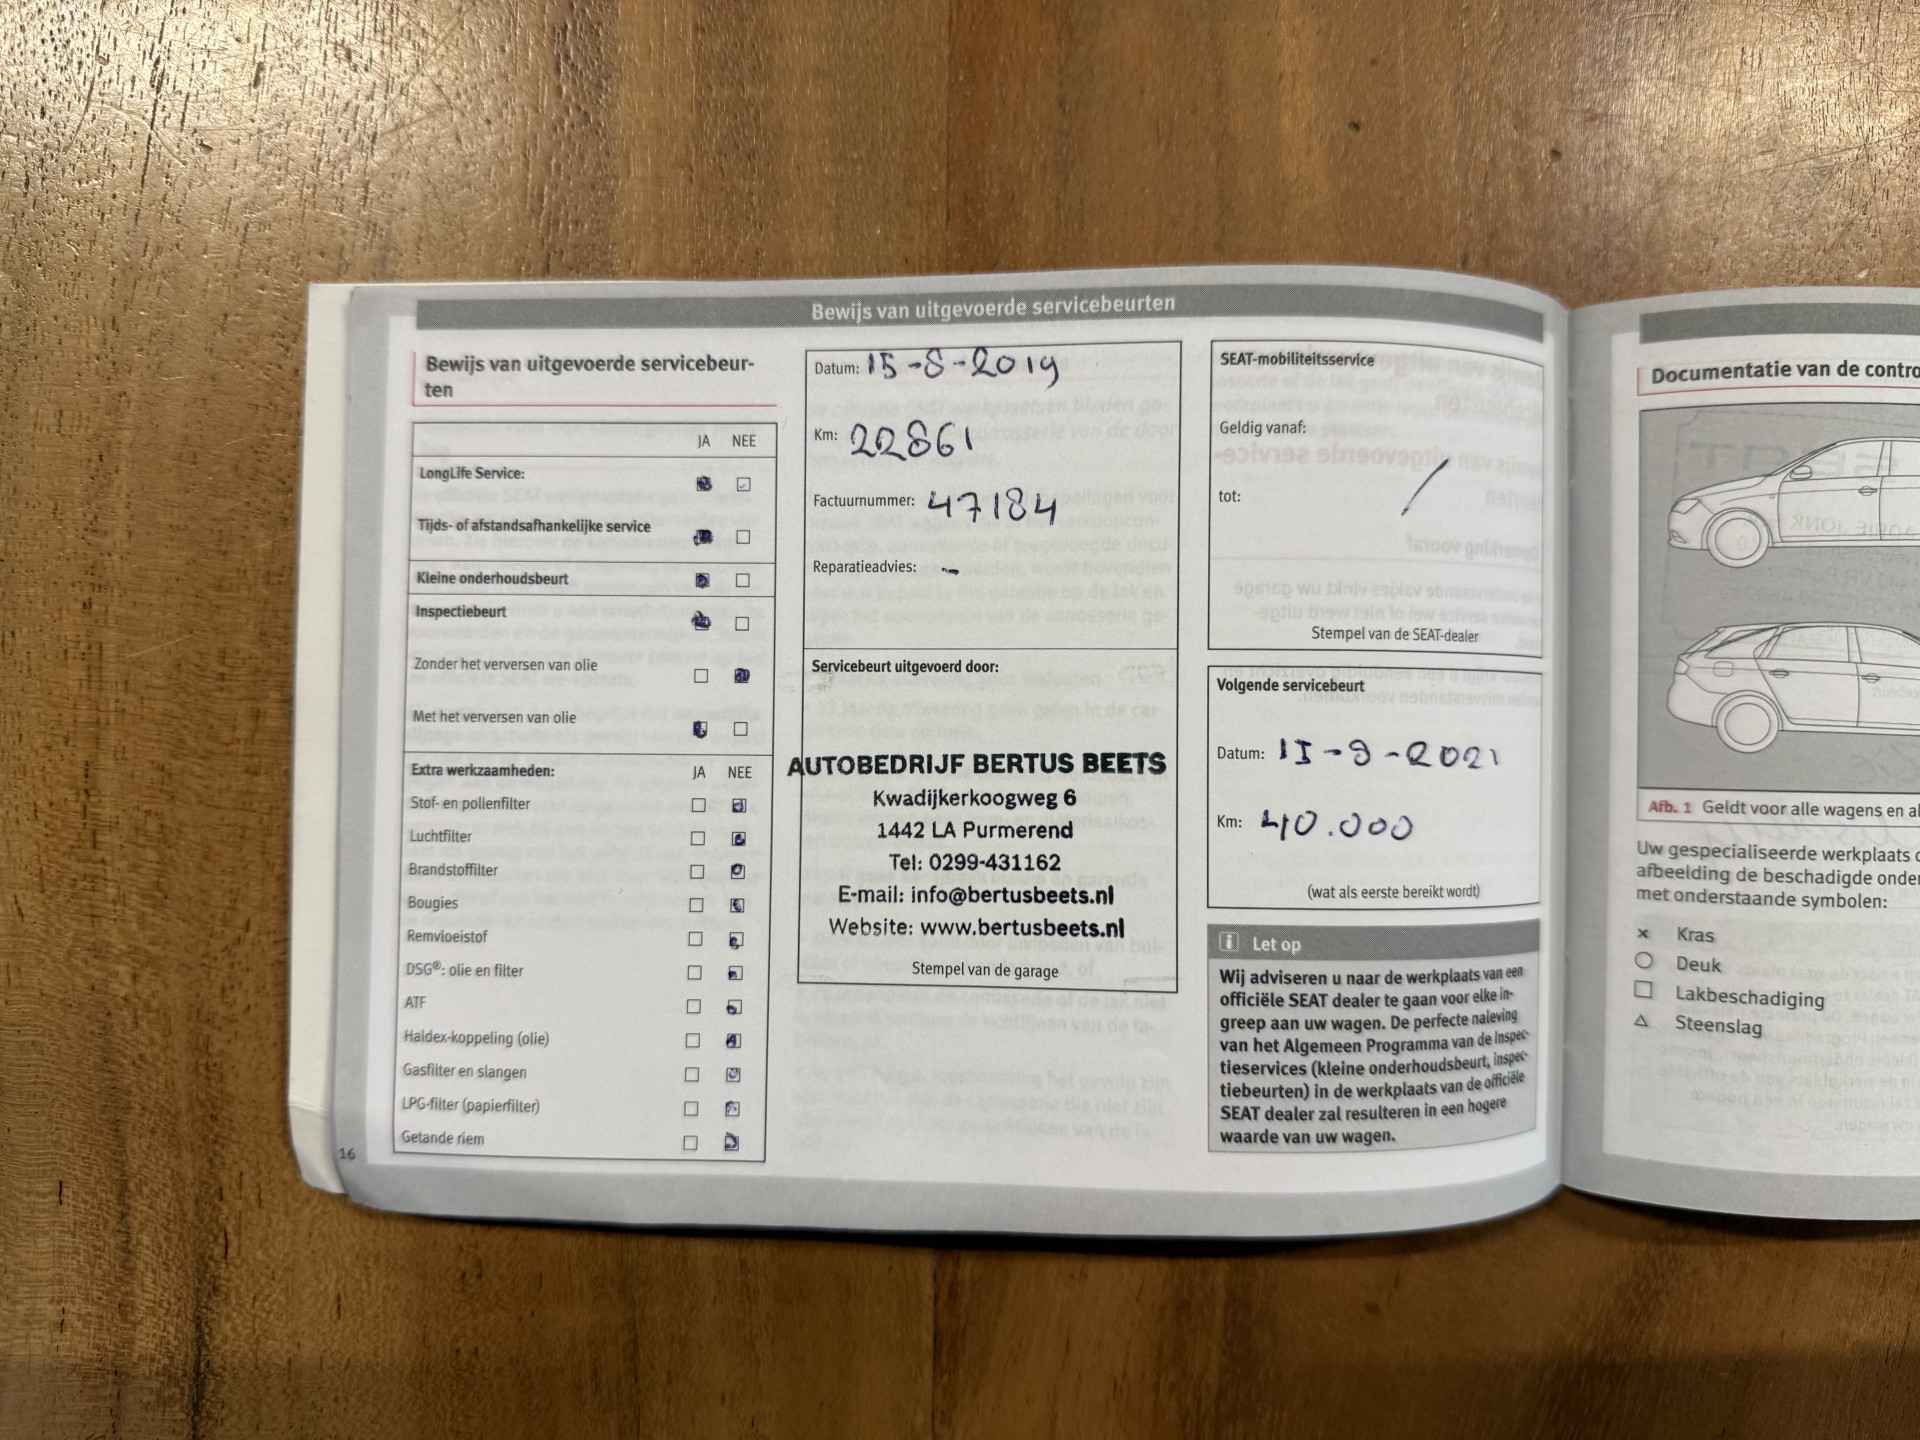 Bewijs van uitgevoerde servicebeurten
Bewijs van uitgevoerde servicebeur-
ten
JA NEE
LongLife Service:
Tijds- of afstandsafhankelijke service
Kleine onderhoudsbeurt
Inspectiebeurt
Zonder het verversen van olie
Met het verversen van olie
Extra werkzaamheden: JA NEE
Stof- en pollenfilter
Luchtfilter
Brandstoffilter
Bougies
Remvloeistof
DSG®: olie en filter
ATF
Haldex-koppeling (olie)
Gasfilter en slangen
LPG-filter (papierfilter)
Getande riem
16
Datum: 15-8-2019
Km: 22861
Factuurnummer: 47184
Reparatieadvies: -
Servicebeurt uitgevoerd door:
AUTOBEDRIJF BERTUS BEETS
Kwadijkerkoogweg 6
1442 LA Purmerend
Tel: 0299-431162
E-mail: info@bertusbeets.nl
Website: www.bertusbeets.nl
Stempel van de garage
SEAT-mobiliteitsservice
Geldig vanaf:
tot: /
Stempel van de SEAT-dealer
Volgende servicebeurt
Datum: 15-8-2021
Km: 40.000
(wat als eerste bereikt wordt)
i Let op
Wij adviseren u naar de werkplaats van een
officiële SEAT dealer te gaan voor elke in-
greep aan uw wagen. De perfecte naleving
van het Algemeen Programma van de inspec-
tieservices (kleine onderhoudsbeurt, inspec-
tiebeurten) in de werkplaats van de officiële
SEAT dealer zal resulteren in een hogere
waarde van uw wagen.
Documentatie van de contro
Afb. 1 Geldt voor alle wagens en al
Uw gespecialiseerde werkplaats
afbeelding de beschadigde onder
met onderstaande symbolen:
Kras
Deuk
Lakbeschadiging
Steenslag